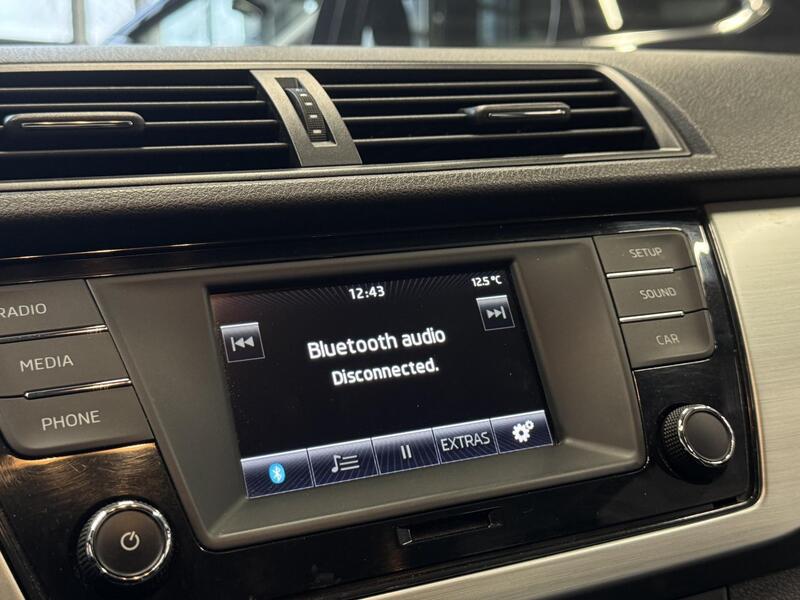 12:43
12.5°C
Bluetooth audio
Disconnected.
EXTRAS
RADIO
MEDIA
PHONE
SETUP
SOUND
CAR